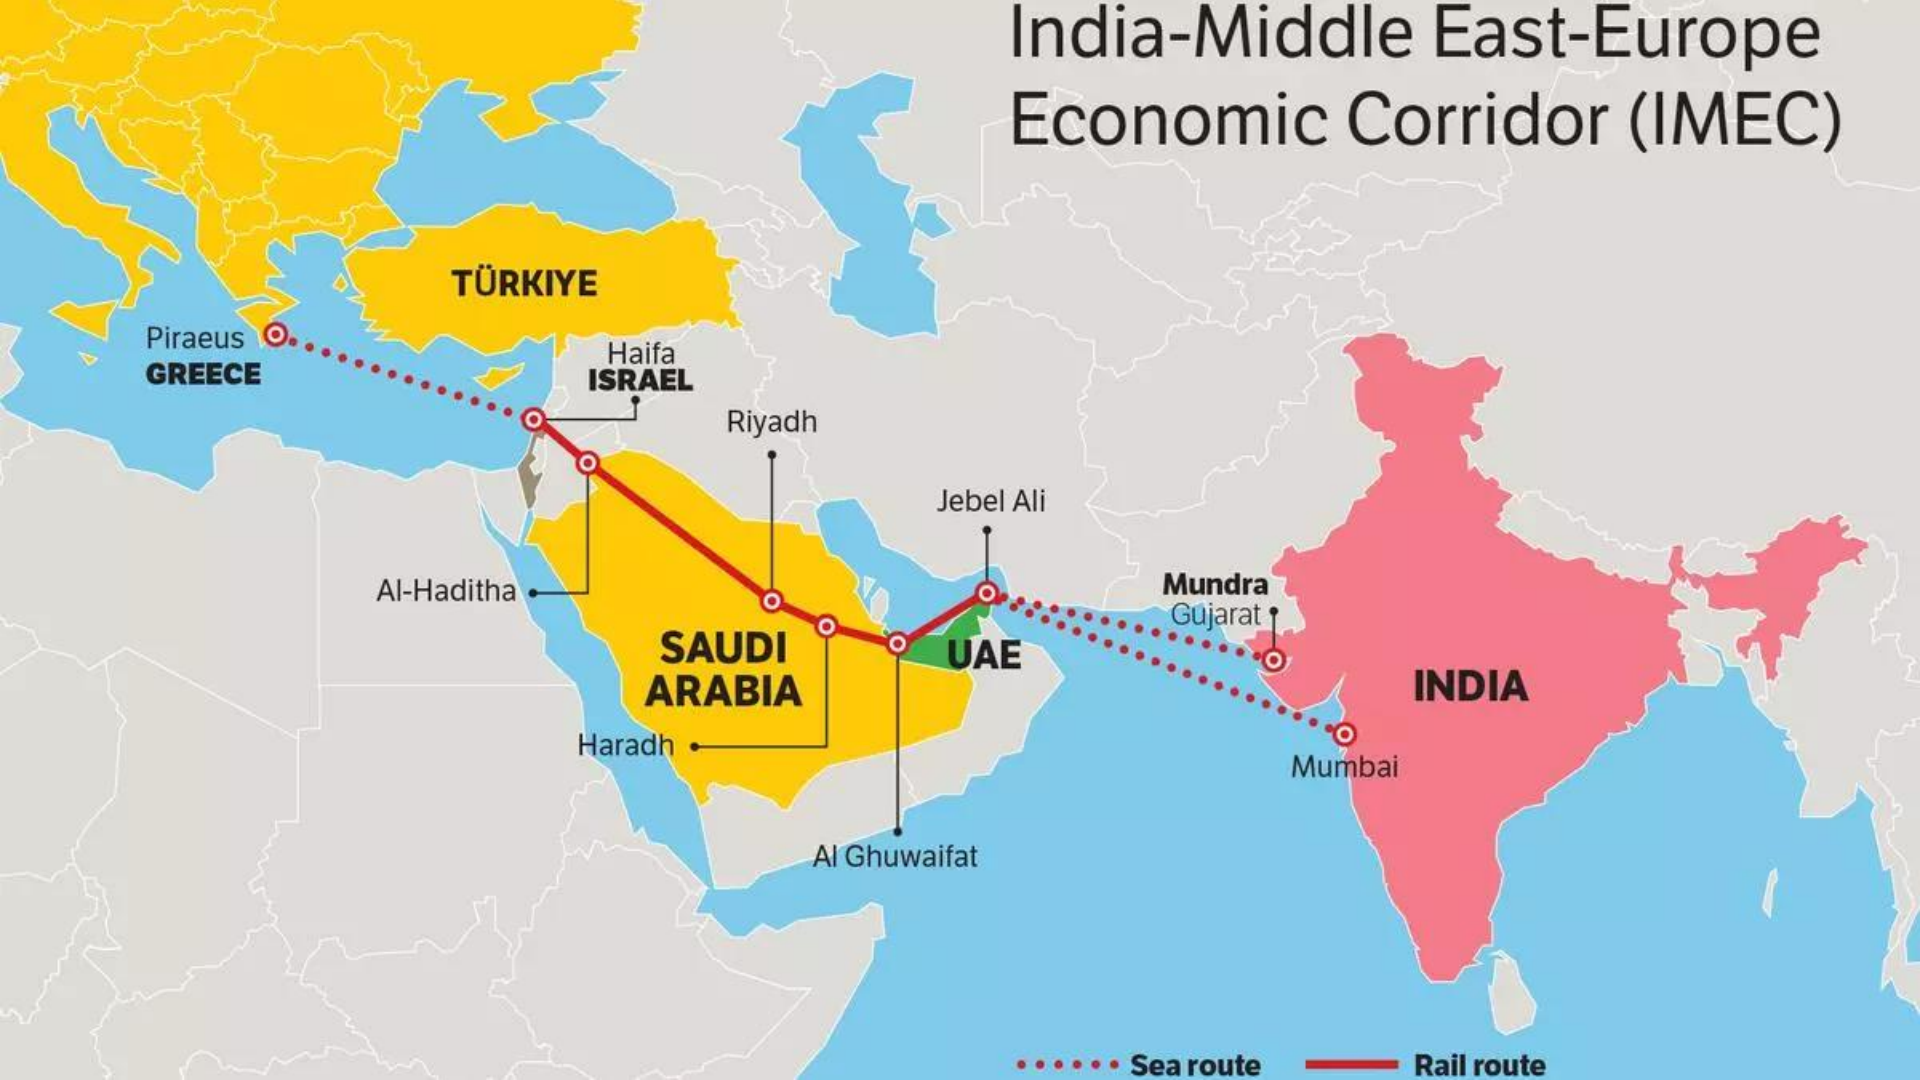 India-Middle East-Europe
Economic Corridor (IMEC)
TÜRKIYE
Piraeus
GREECE
Haifa
ISRAEL
Riyadh
Jebel Ali
Al-Haditha
Mundra
Gujarat
SAUDI
ARABIA
UAE
INDIA
Haradh
Mumbai
Al Ghuwaifat
Sea route
Rail route